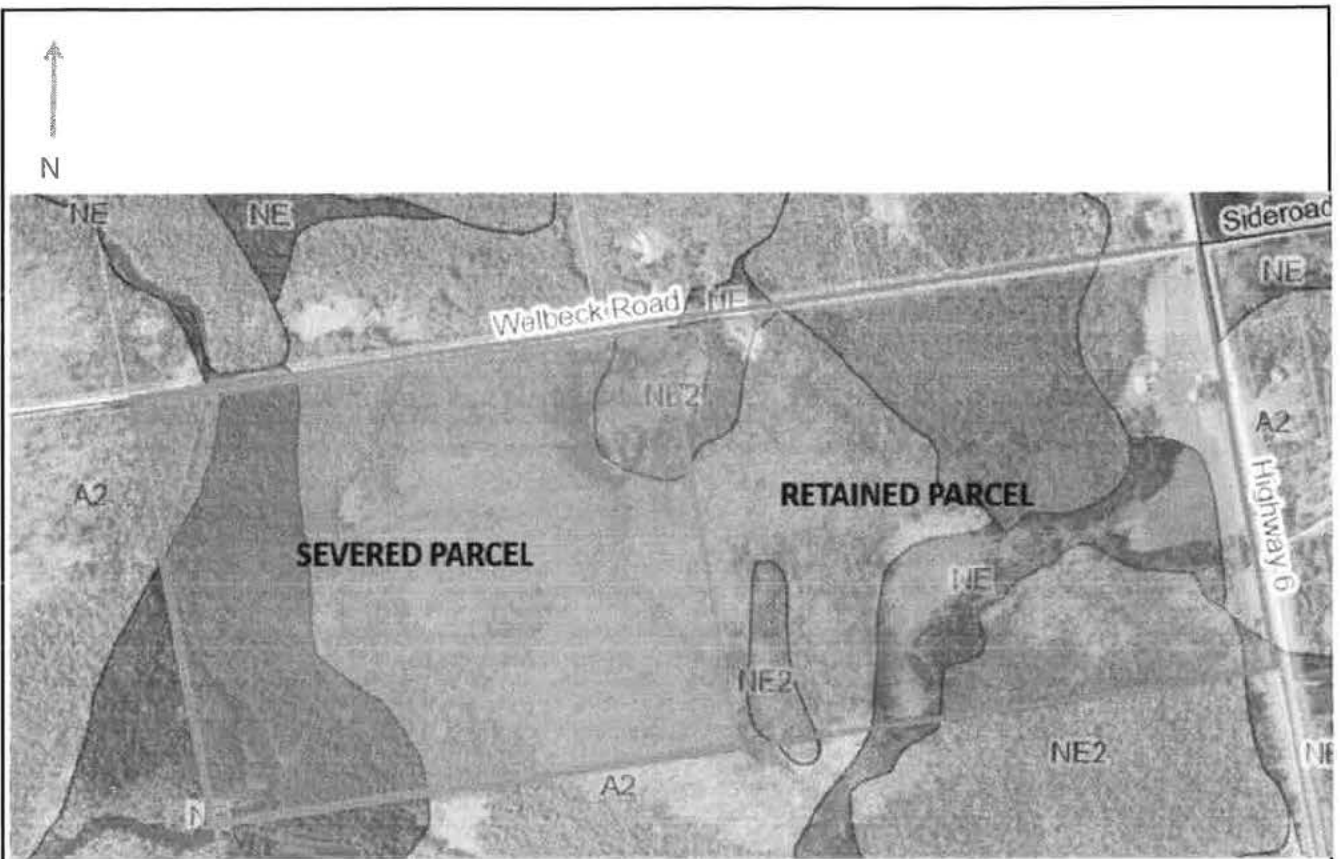 N
NE
NE
Sideroad
NE
Welbeck Road
NE
NE2
A2
A2
RETAINED PARCEL
Highway 6
SEVERED PARCEL
NE
NE2
NE2
A2